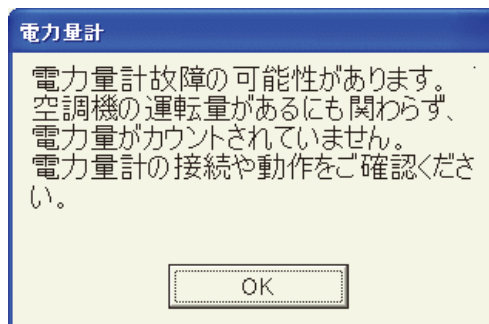 電力量計
電力量計故障の可能性があります。
空調機の運転量があるにも関わらず、
電力量がカウントされていません。
電力量計の接続や動作をご確認くださ
い。
OK